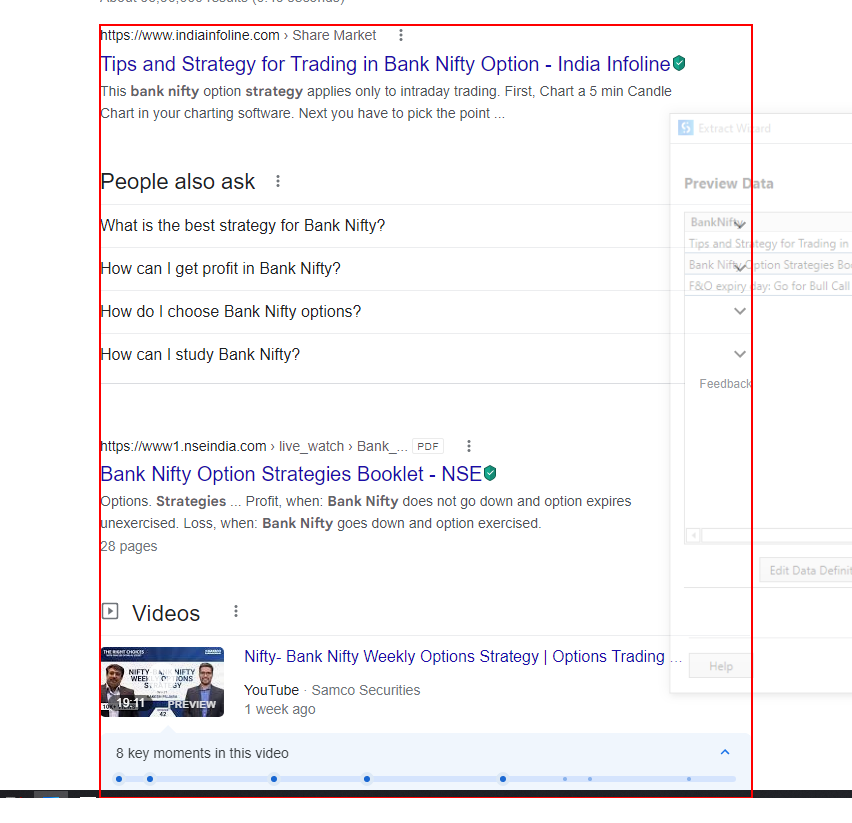 https://www.indiainfoline.com › Share Market
Tips and Strategy for Trading in Bank Nifty Option - India Infoline
This bank nifty option strategy applies only to intraday trading. First, Chart a 5 min Candle
Chart in your charting software. Next you have to pick the point ...
Extract Wizard
People also ask
Preview Data
What is the best strategy for Bank Nifty?
BankNifty
Tips and Strategy for Trading in
How can I get profit in Bank Nifty?
Bank Nifty Option Strategies Boo
F&O expiry day: Go for Bull Call
How do I choose Bank Nifty options?
How can I study Bank Nifty?
Feedback
https://www1.nseindia.com › live_watch › Bank_... PDF
Bank Nifty Option Strategies Booklet - NSE
Options. Strategies ... Profit, when: Bank Nifty does not go down and option expires
unexercised. Loss, when: Bank Nifty goes down and option exercised.
28 pages
Edit Data Definit
Videos
Nifty- Bank Nifty Weekly Options Strategy | Options Trading ...
Help
THE RIGHT CHOICES
NIFTY - BANK NIFTY
WEEKLY OPTIONS
STRATEGY
19:11
PREVIEW
YouTube · Samco Securities
1 week ago
8 key moments in this video